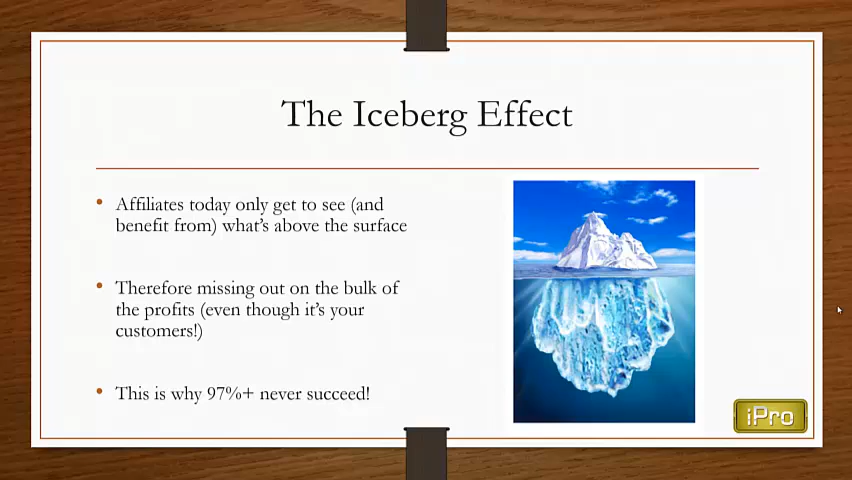 The Iceberg Effect
• Affiliates today only get to see (and
benefit from) what's above the surface
• Therefore missing out on the bulk of
the profits (even though it's your
customers!)
• This is why 97%+ never succeed!
iPro